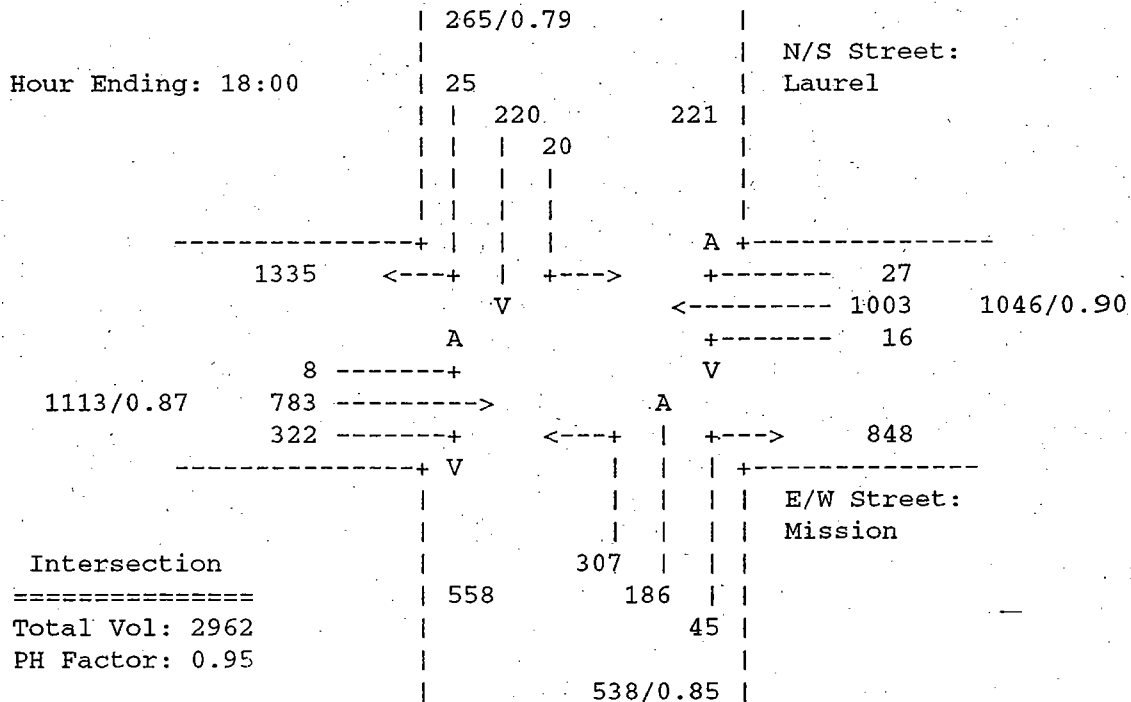 265/0.79
N/S Street:
Hour Ending: 18:00 25 Laurel
220 221
20
1335 <---+ | +---> +------- 27
V <--------- 1003 1046/0.90
A +------- 16
8 -------+ V
1113/0.87 783 ---------> A
322 -------+ <---+ | +---> 848
V
E/W Street:
Mission
Intersection 307
=============== 558 186
Total Vol: 2962 45
PH Factor: 0.95
538/0.85